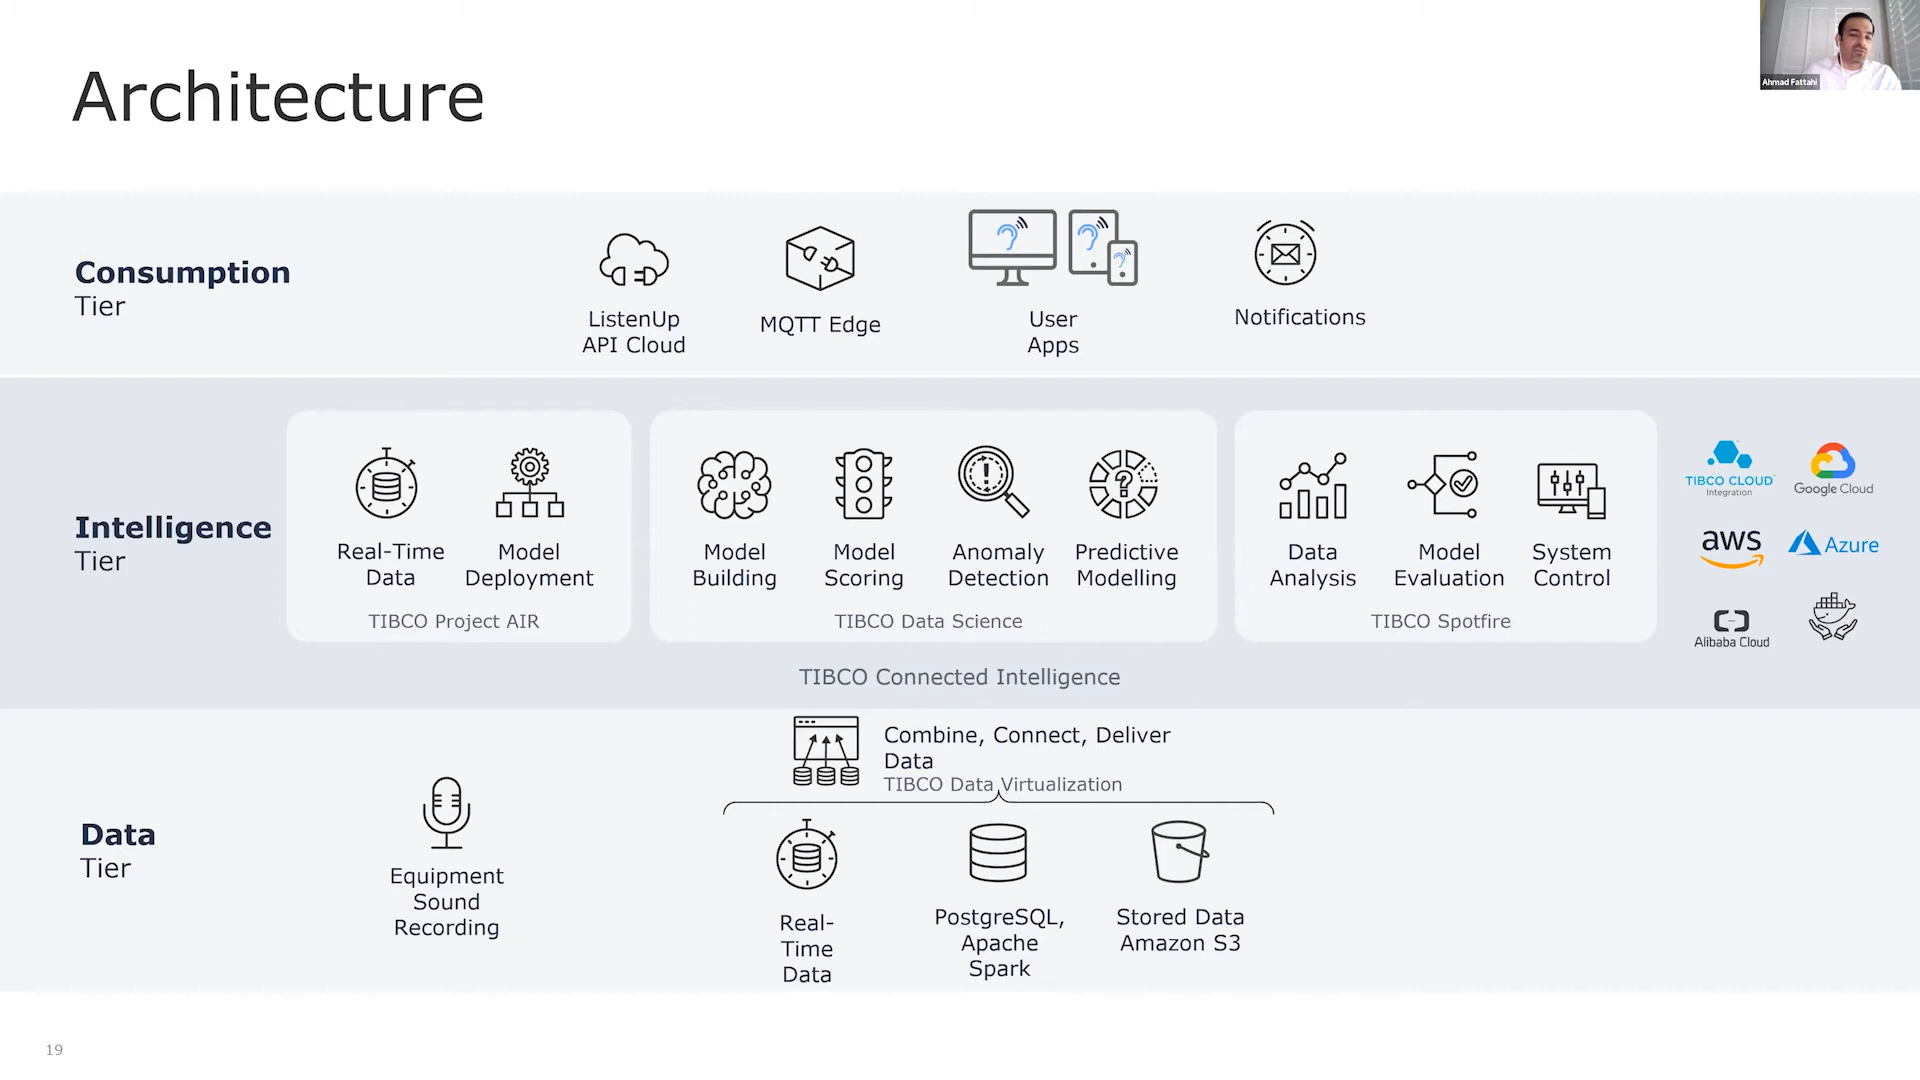 Architecture
Ahmad Fattahi
Consumption
Tier
ListenUp
API Cloud
MQTT Edge
User
Apps
Notifications
Intelligence
Tier
Real-Time
Data
Model
Deployment
TIBCO Project AIR
Model
Building
Model
Scoring
Anomaly
Detection
Predictive
Modelling
TIBCO Data Science
Data
Analysis
Model
Evaluation
System
Control
TIBCO Spotfire
TIBCO CLOUD
Integration
Google Cloud
aws
Azure
Alibaba Cloud
TIBCO Connected Intelligence
Combine, Connect, Deliver
Data
TIBCO Data Virtualization
Data
Tier
Equipment
Sound
Recording
Real-
Time
Data
PostgreSQL,
Apache
Spark
Stored Data
Amazon S3
19